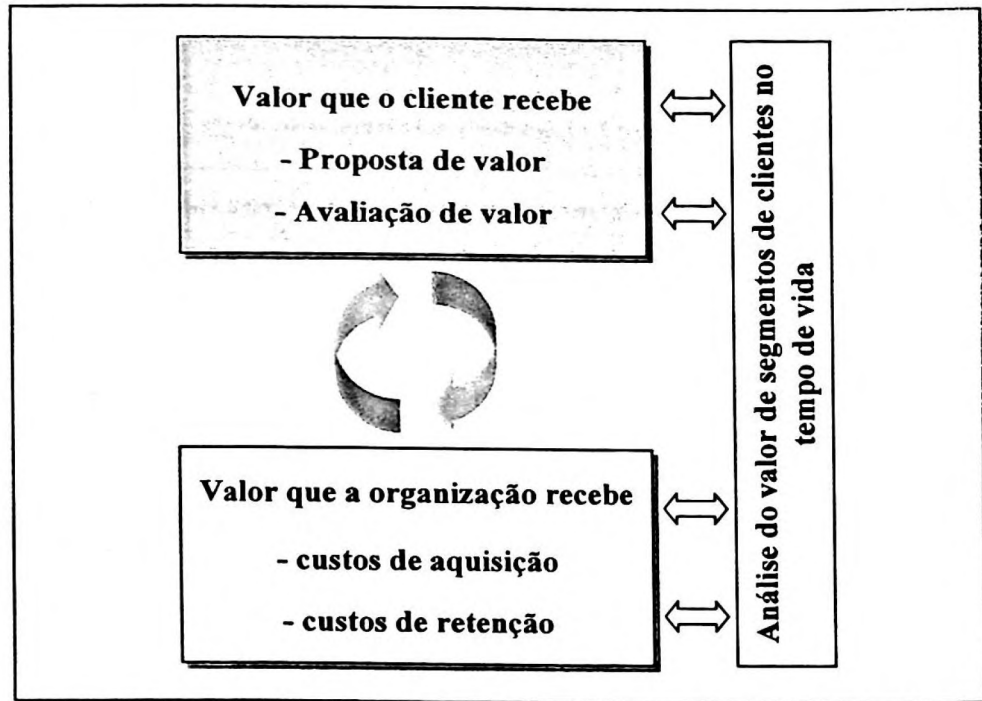 Valor que o cliente recebe
- Proposta de valor
- Avaliação de valor
Valor que a organização recebe
- custos de aquisição
- custos de retenção
Análise do valor de segmentos de clientes no
tempo de vida